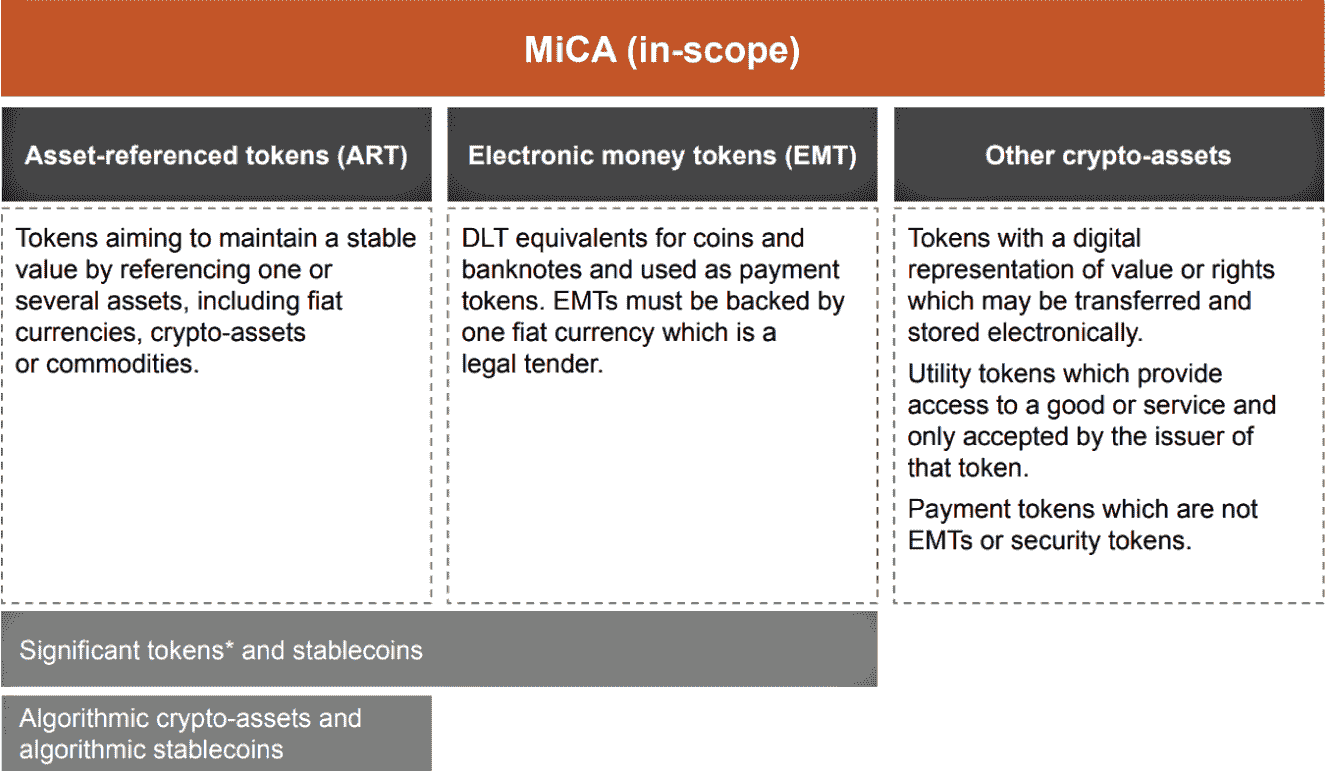 MiCA (in-scope)
Asset-referenced tokens (ART)
Tokens aiming to maintain a stable
value by referencing one or
several assets, including fiat
currencies, crypto-assets
or commodities.
Electronic money tokens (EMT)
DLT equivalents for coins and
banknotes and used as payment
tokens. EMTs must be backed by
one fiat currency which is a
legal tender.
Other crypto-assets
Tokens with a digital
representation of value or rights
which may be transferred and
stored electronically.
Utility tokens which provide
access to a good or service and
only accepted by the issuer of
that token.
Payment tokens which are not
EMTs or security tokens.
Significant tokens* and stablecoins
Algorithmic crypto-assets and
algorithmic stablecoins